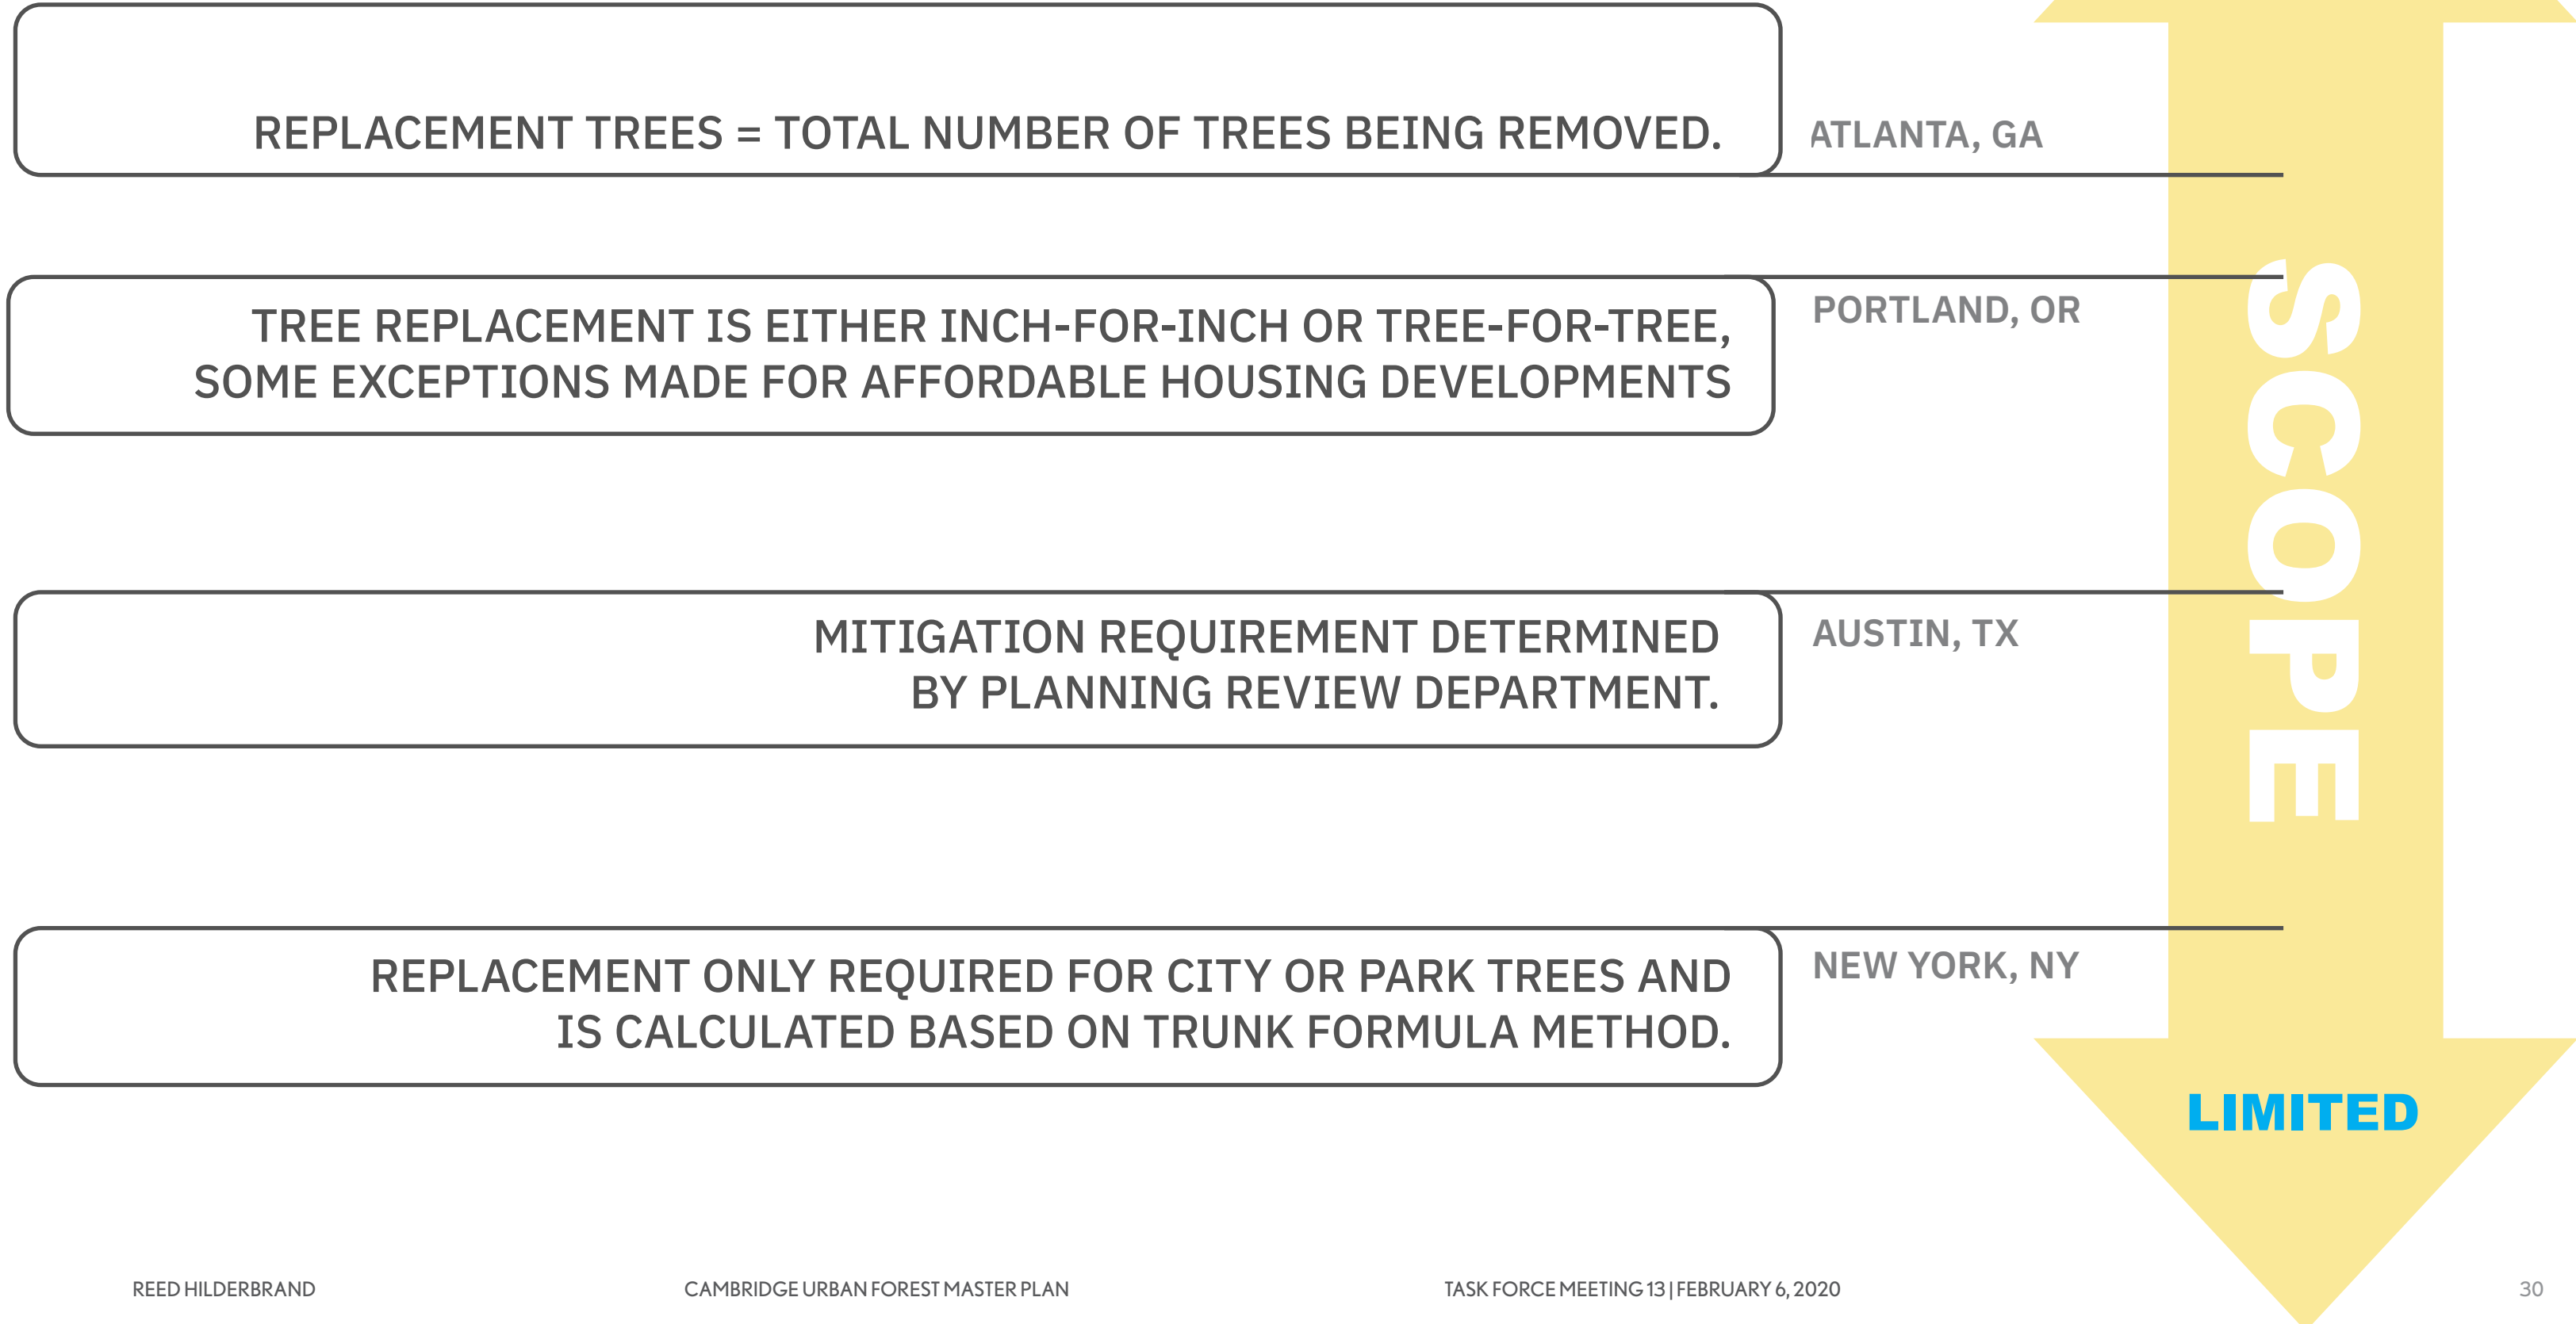 REPLACEMENT TREES = TOTAL NUMBER OF TREES BEING REMOVED.
ATLANTA, GA
TREE REPLACEMENT IS EITHER INCH-FOR-INCH OR TREE-FOR-TREE,
SOME EXCEPTIONS MADE FOR AFFORDABLE HOUSING DEVELOPMENTS
PORTLAND, OR
MITIGATION REQUIREMENT DETERMINED
BY PLANNING REVIEW DEPARTMENT.
AUSTIN, TX
REPLACEMENT ONLY REQUIRED FOR CITY OR PARK TREES AND
IS CALCULATED BASED ON TRUNK FORMULA METHOD.
NEW YORK, NY
SCOPE
LIMITED
REED HILDERBRAND
CAMBRIDGE URBAN FOREST MASTER PLAN
TASK FORCE MEETING 13 | FEBRUARY 6, 2020
30